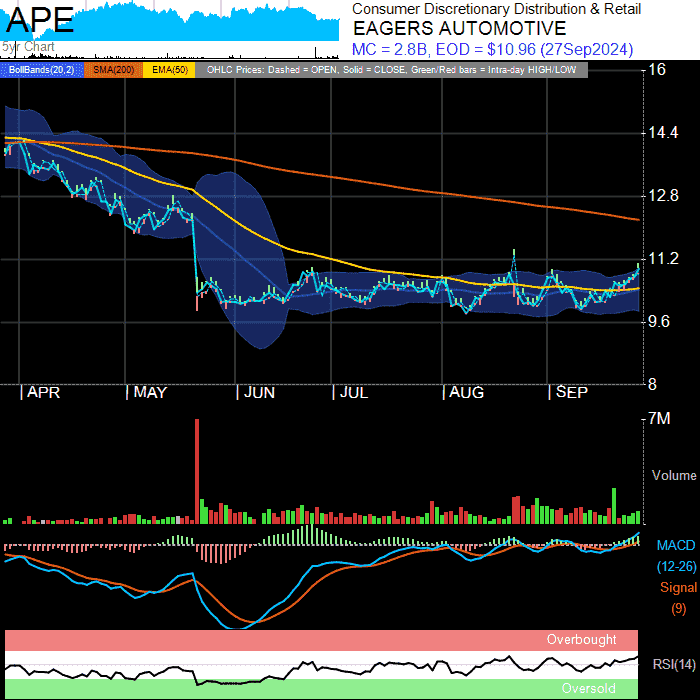 APE
5yr Chart
Consumer Discretionary Distribution & Retail
EAGERS AUTOMOTIVE
MC = 2.8B, EOD = $10.96 (27Sep2024)
BollBands(20,2) SMA(200) EMA(50) OHLC Prices: Dashed = OPEN, Solid = CLOSE, Green/Red bars = Intra-day HIGH/LOW
16
14.4
12.8
11.2
9.6
8
APR MAY JUN JUL AUG SEP
7M
Volume
MACD
(12-26)
Signal
(9)
Overbought
RSI(14)
Oversold